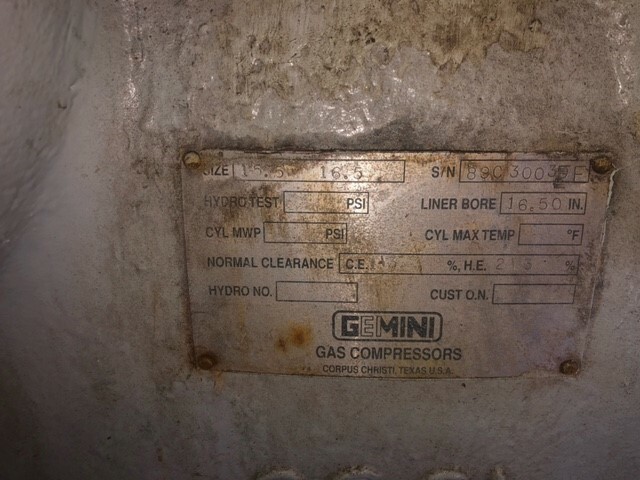 SIZE 15.5 16.5 S/N
HYDRO TEST PSI LINER BORE 16.50 IN.
CYL MWP PSI CYL MAX TEMP °F
NORMAL CLEARANCE C.E. %, H.E. %
HYDRO NO. CUST O.N.
GEMINI
GAS COMPRESSORS
CORPUS CHRISTI, TEXAS U.S.A.